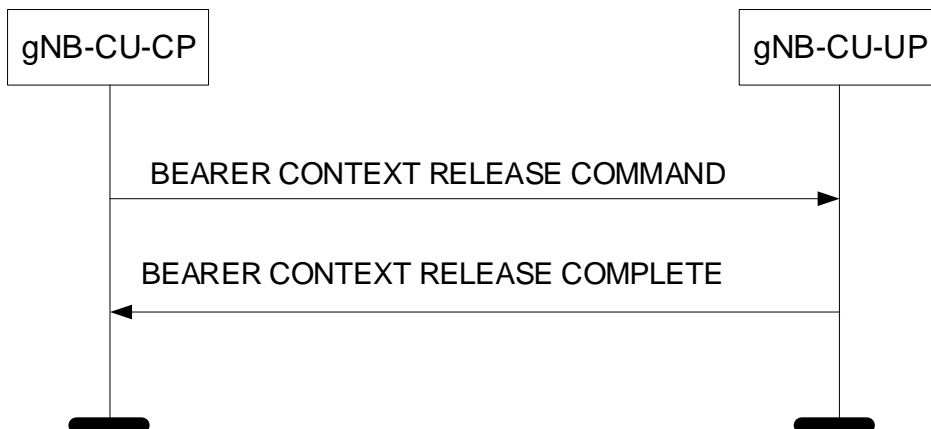 gNB-CU-CP
gNB-CU-UP
BEARER CONTEXT RELEASE COMMAND
BEARER CONTEXT RELEASE COMPLETE